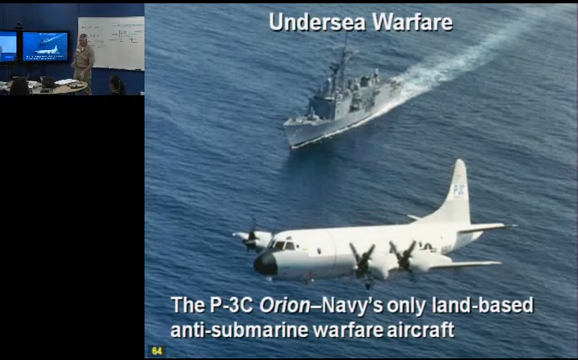 Undersea Warfare
The P-3C Orion–Navy's only land-based
anti-submarine warfare aircraft
64